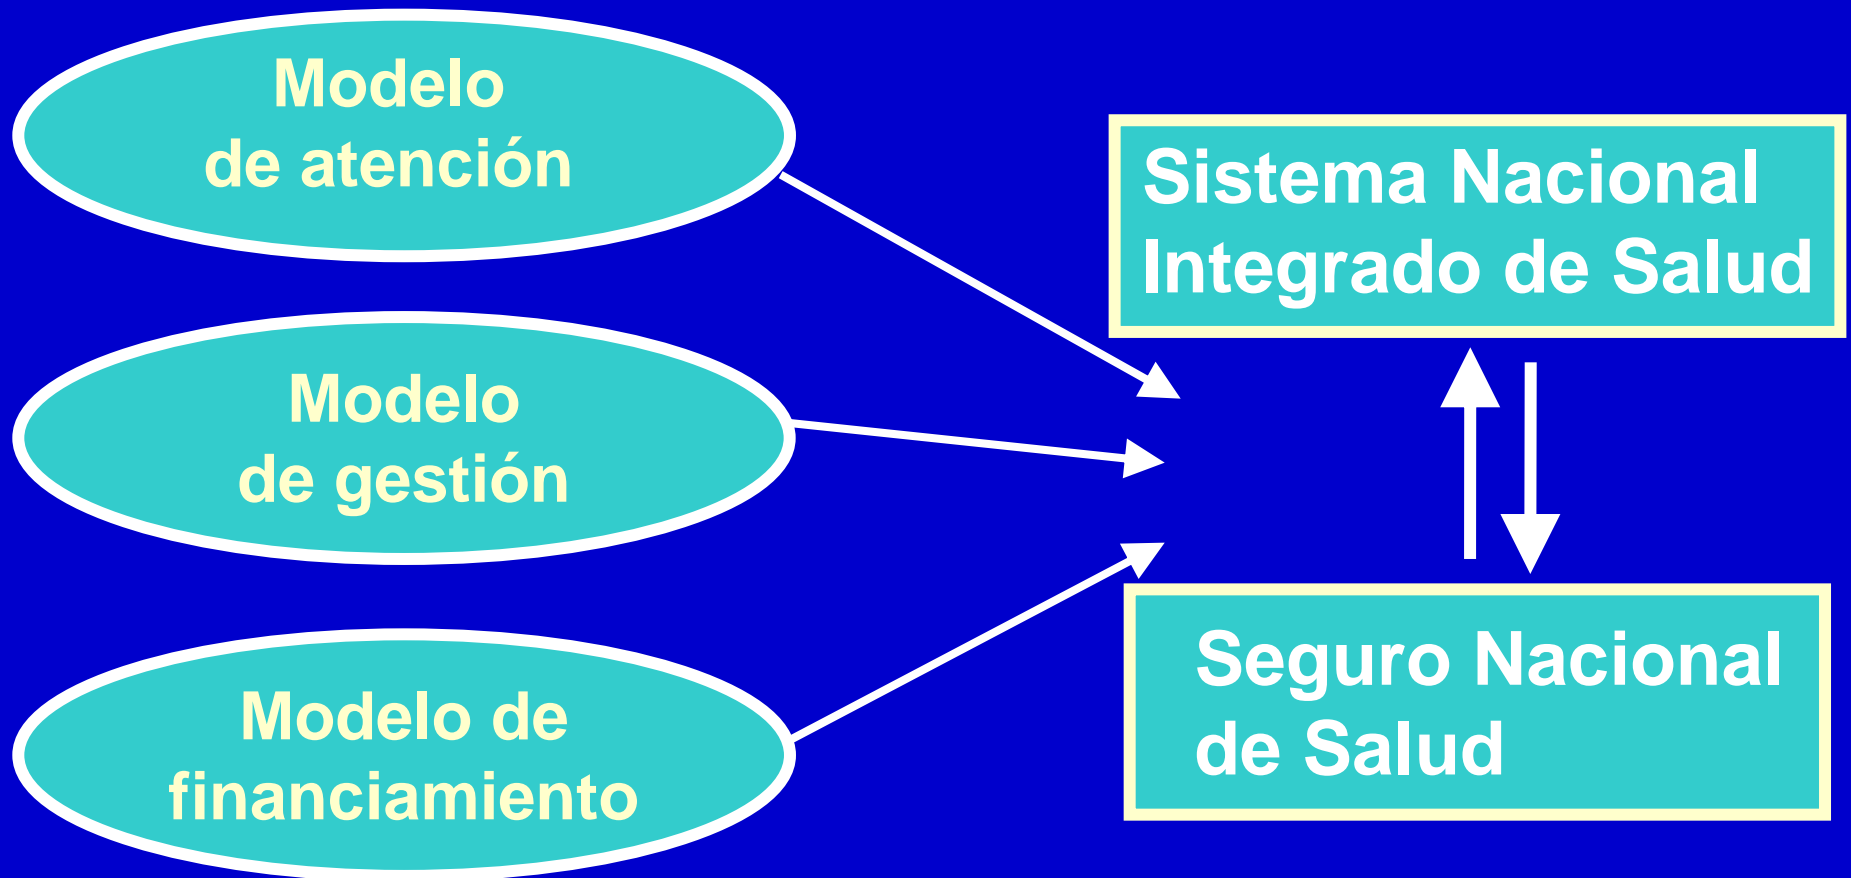 Modelo
de atención
Sistema Nacional
Integrado de Salud
Modelo
de gestión
Seguro Nacional
de Salud
Modelo de
financiamiento